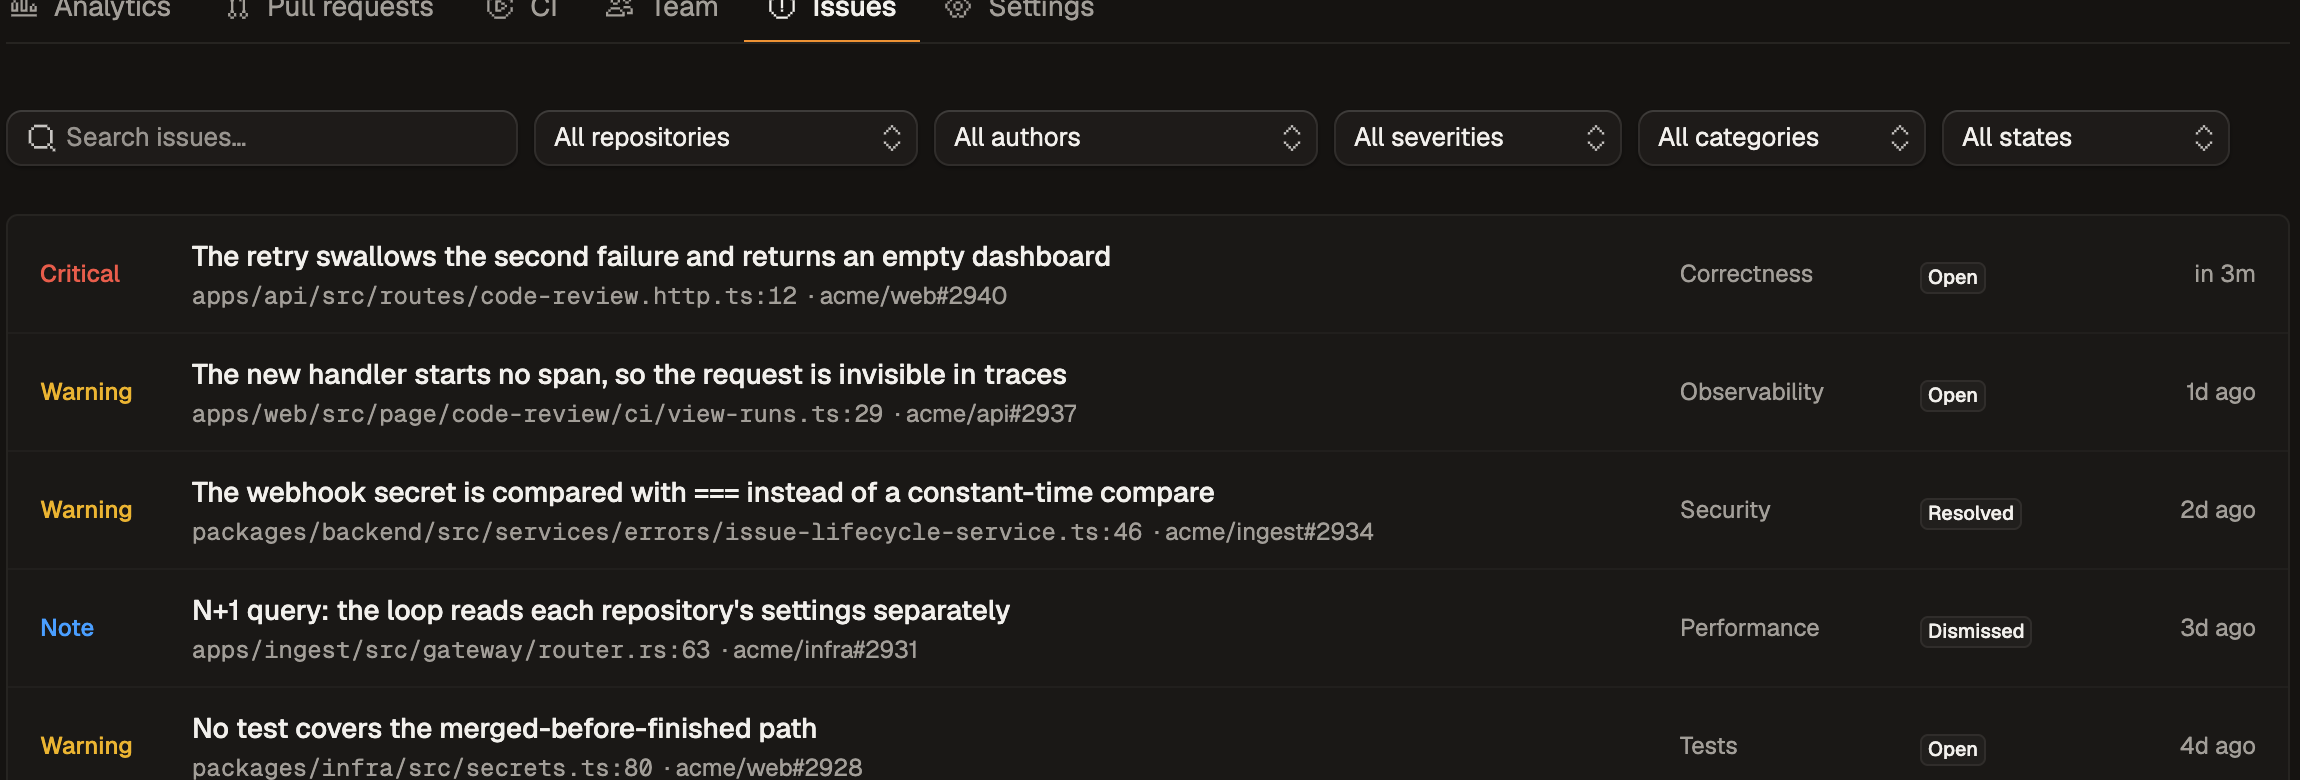 Analytics Pull requests CI Team Issues Settings
Search issues... All repositories All authors All severities All categories All states
Critical The retry swallows the second failure and returns an empty dashboard Correctness Open in 3m
apps/api/src/routes/code-review.http.ts:12 · acme/web#2940
Warning The new handler starts no span, so the request is invisible in traces Observability Open 1d ago
apps/web/src/page/code-review/ci/view-runs.ts:29 · acme/api#2937
Warning The webhook secret is compared with === instead of a constant-time compare Security Resolved 2d ago
packages/backend/src/services/errors/issue-lifecycle-service.ts:46 · acme/ingest#2934
Note N+1 query: the loop reads each repository's settings separately Performance Dismissed 3d ago
apps/ingest/src/gateway/router.rs:63 · acme/infra#2931
Warning No test covers the merged-before-finished path Tests Open 4d ago
packages/infra/src/secrets.ts:80 · acme/web#2928